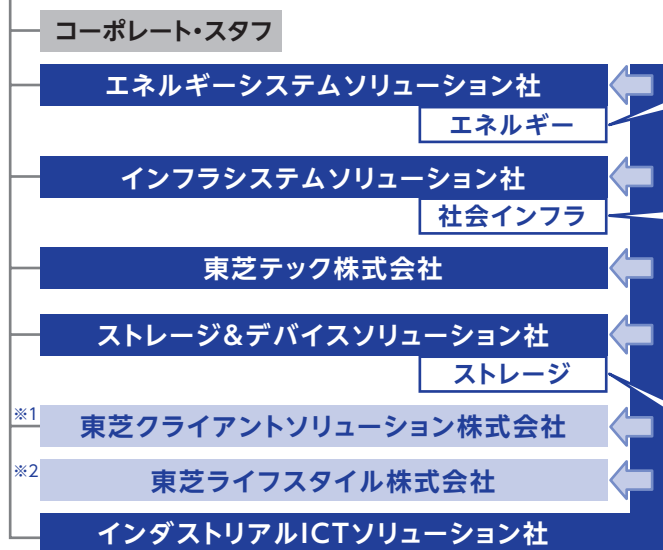 コーポレート・スタッフ
エネルギーシステムソリューション社
エネルギー
インフラシステムソリューション社
社会インフラ
東芝テック株式会社
ストレージ&デバイスソリューション社
ストレージ
※1
東芝クライアントソリューション株式会社
※2
東芝ライフスタイル株式会社
インダストリアルICTソリューション社